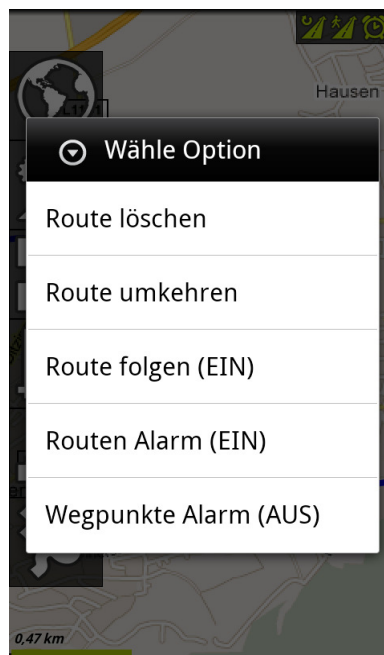 Hausen
Wähle Option
Route löschen
Route umkehren
Route folgen (EIN)
Routen Alarm (EIN)
Wegpunkte Alarm (AUS)
0,47 km